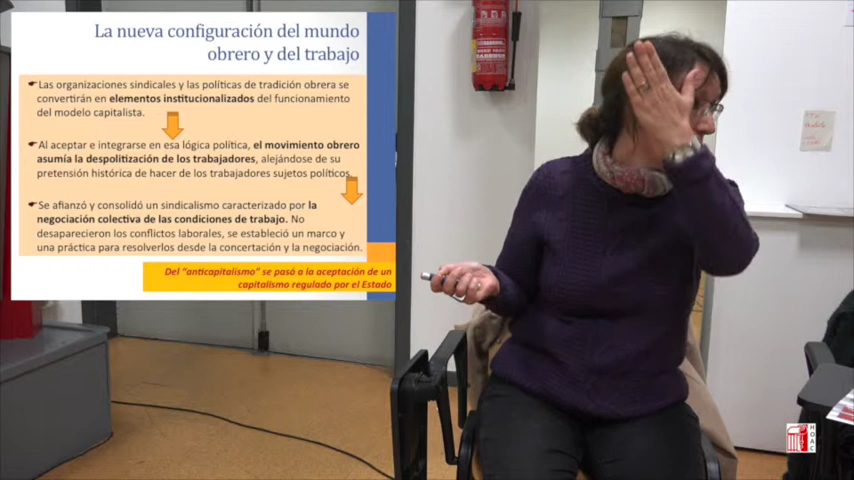 La nueva configuración del mundo
obrero y del trabajo
Las organizaciones sindicales y las políticas de tradición obrera se
convertirán en elementos institucionalizados del funcionamiento
del modelo capitalista.
Al aceptar e integrarse en esa lógica política, el movimiento obrero
asumía la despolitización de los trabajadores, alejándose de su
pretensión histórica de hacer de los trabajadores sujetos políticos.
Se afianzó y consolidó un sindicalismo caracterizado por la
negociación colectiva de las condiciones de trabajo. No
desaparecieron los conflictos laborales, se estableció un marco y
una práctica para resolverlos desde la concertación y la negociación.
Del “anticapitalismo” se pasó a la aceptación de un
capitalismo regulado por el Estado
HOAC